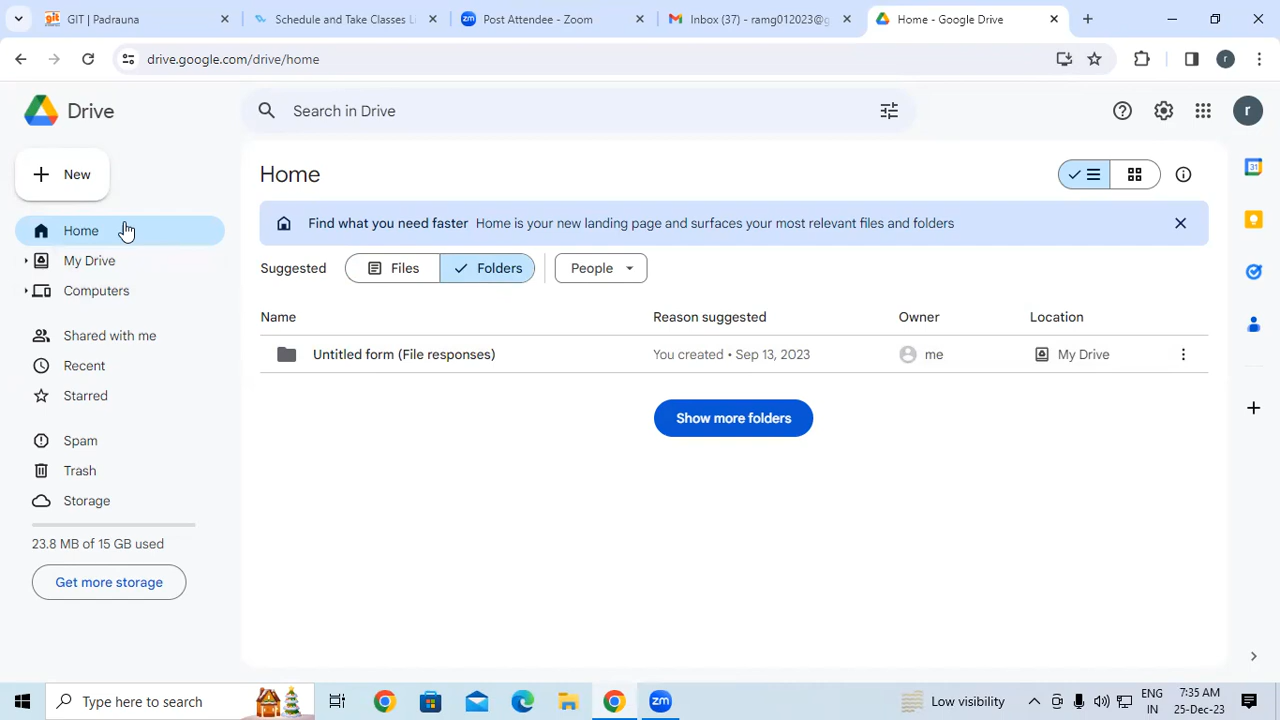 GIT | Padrauna
Schedule and Take Classes Li
Post Attendee - Zoom
Inbox (37) - ramg012023@g
Home - Google Drive
drive.google.com/drive/home
r
Drive
Search in Drive
r
New
Home
My Drive
Computers
Shared with me
Recent
Starred
Spam
Trash
Storage
23.8 MB of 15 GB used
Get more storage
Home
Find what you need faster Home is your new landing page and surfaces your most relevant files and folders
Suggested Files Folders People
Name Reason suggested Owner Location
Untitled form (File responses) You created • Sep 13, 2023 me My Drive
Show more folders
31
Type here to search
zm
Low visibility
ENG
IN
7:35 AM
25-Dec-23